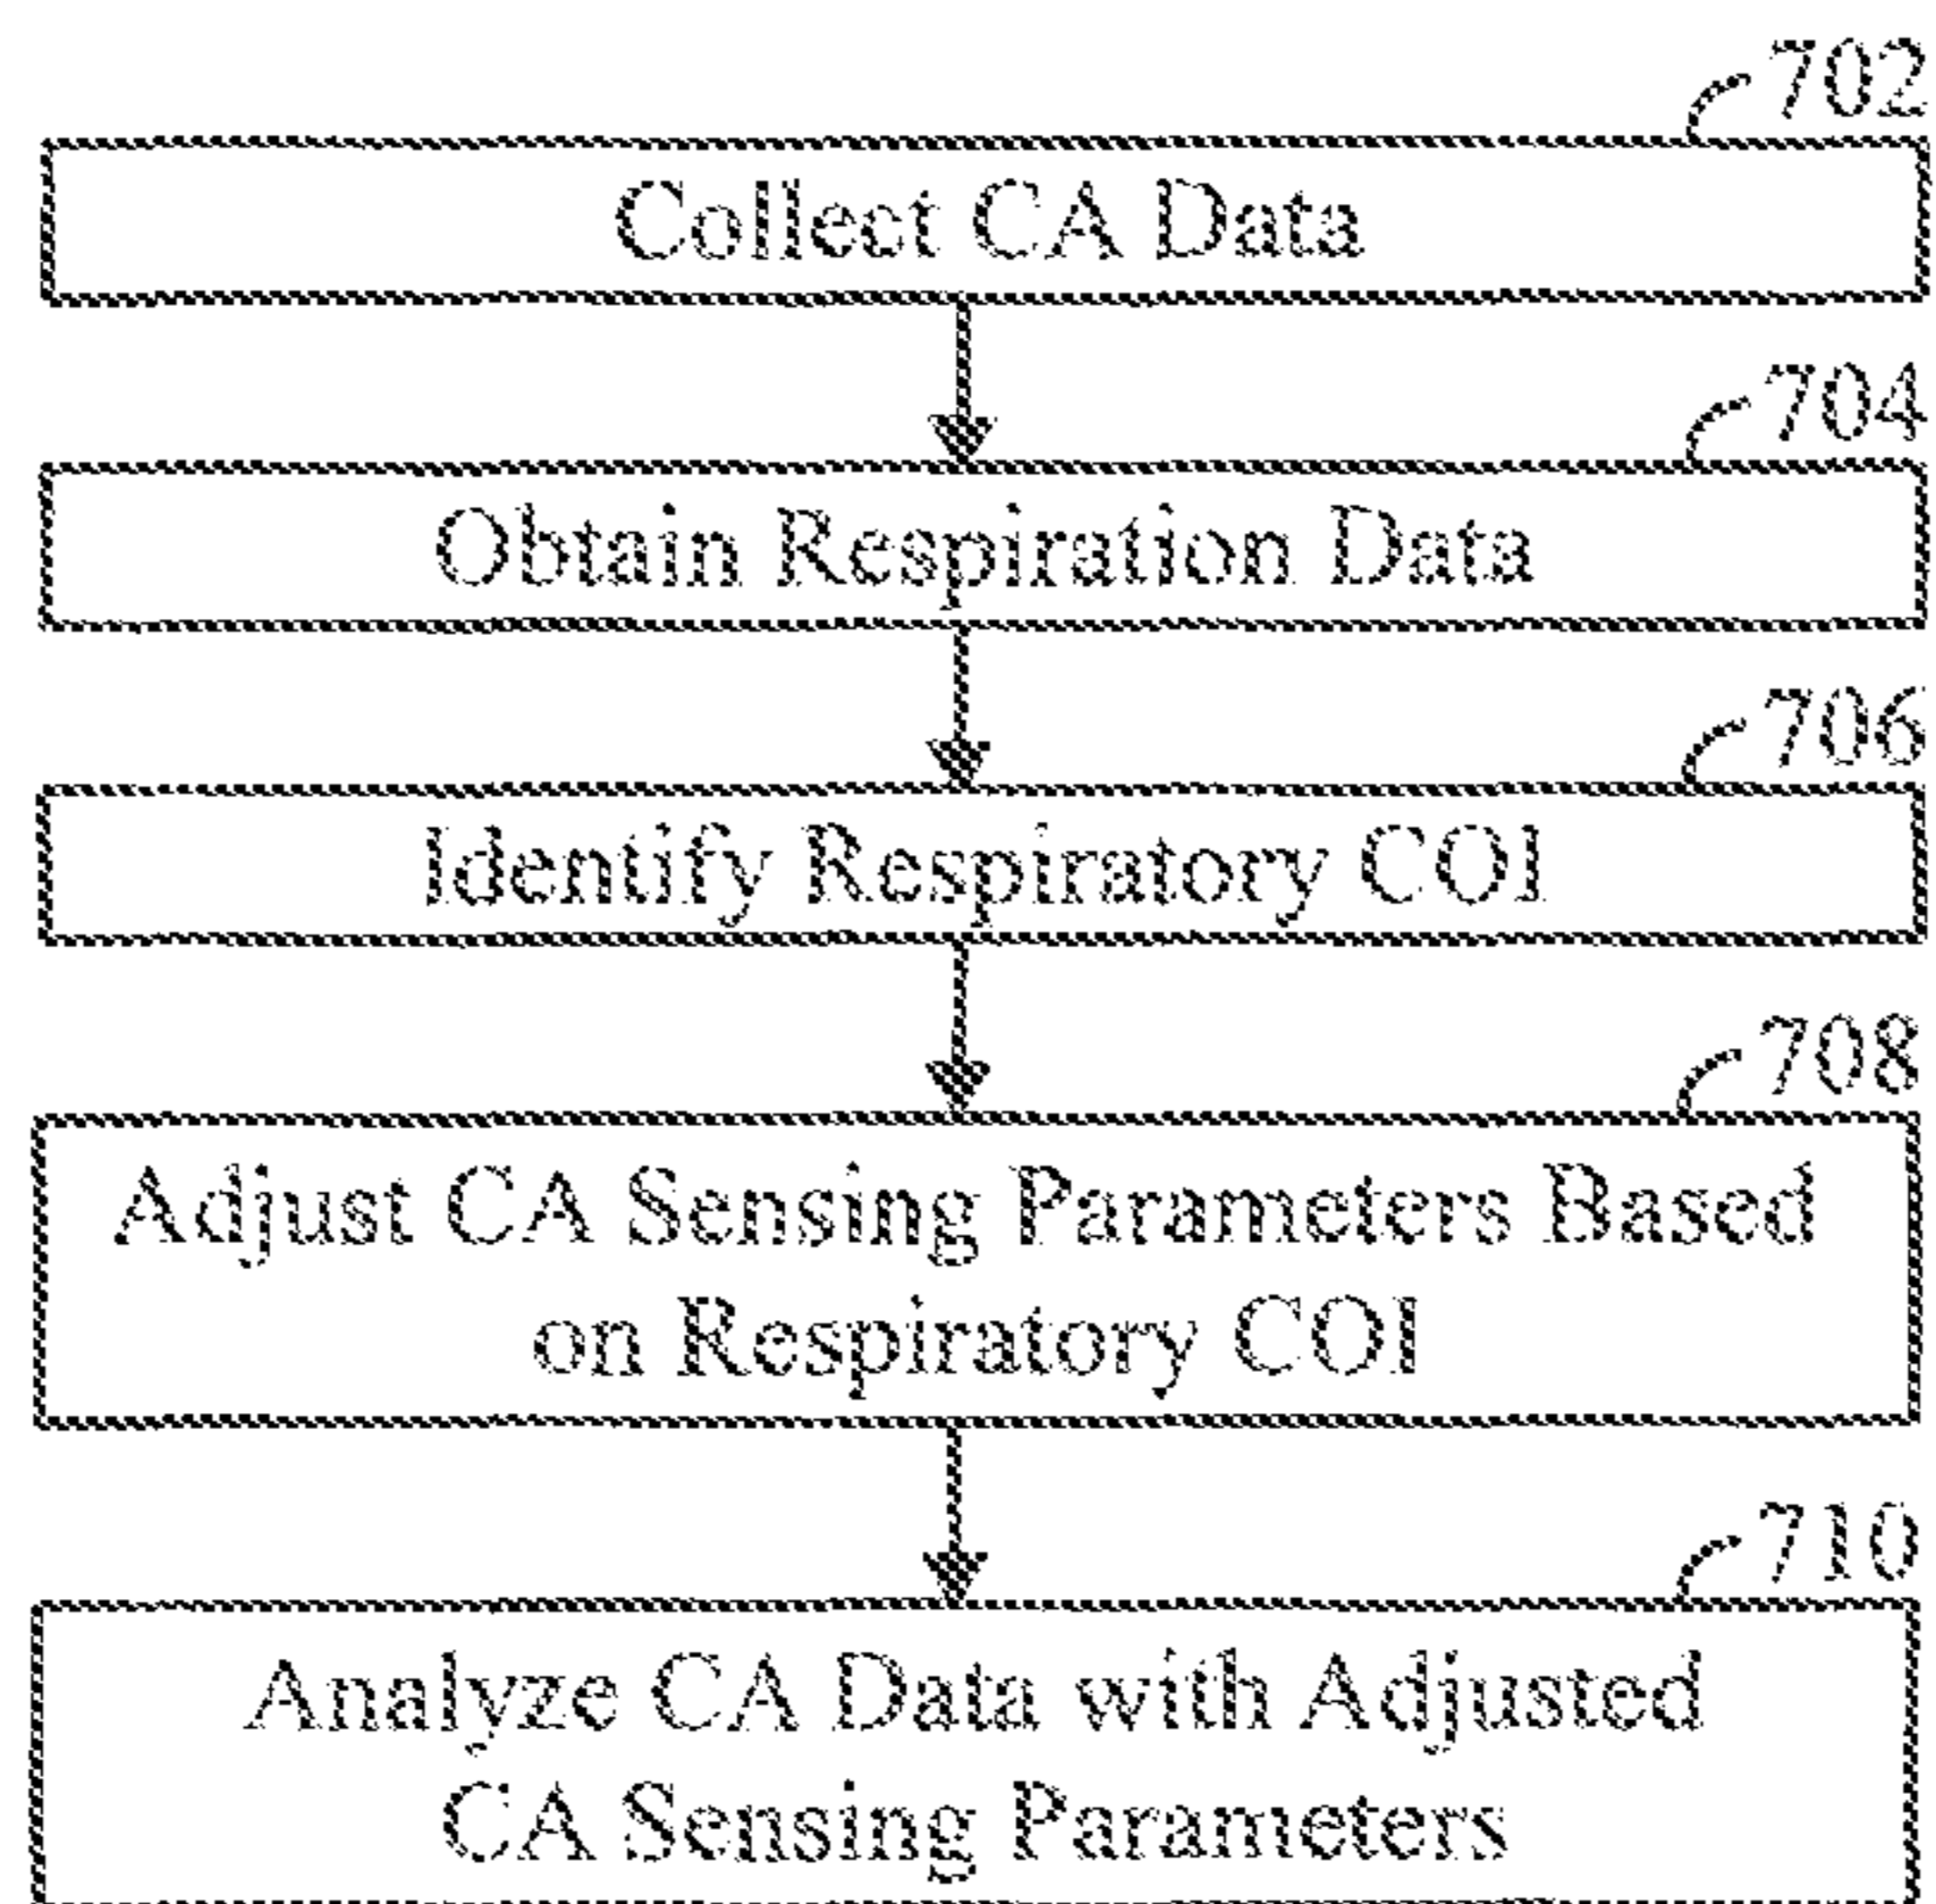 702
Collect CA Data
704
Obtain Respiration Data
706
Identify Respiratory COI
708
Adjust CA Sensing Parameters Based
on Respiratory COI
710
Analyze CA Data with Adjusted
CA Sensing Parameters